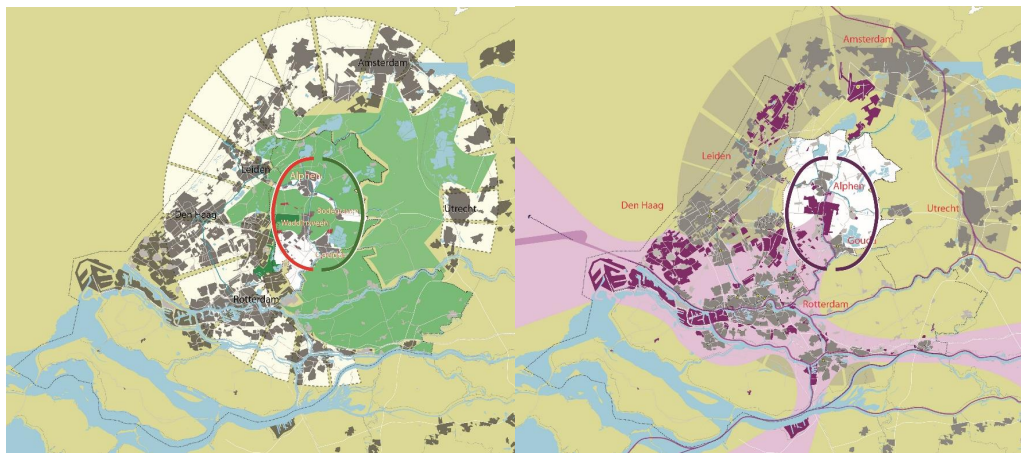 Amsterdam
Leiden
Alphen
Den Haag
Bodegraven
Waddinxveen
Utrecht
Gouda
Rotterdam
Amsterdam
Leiden
Alphen
Den Haag
Utrecht
Gouda
Rotterdam